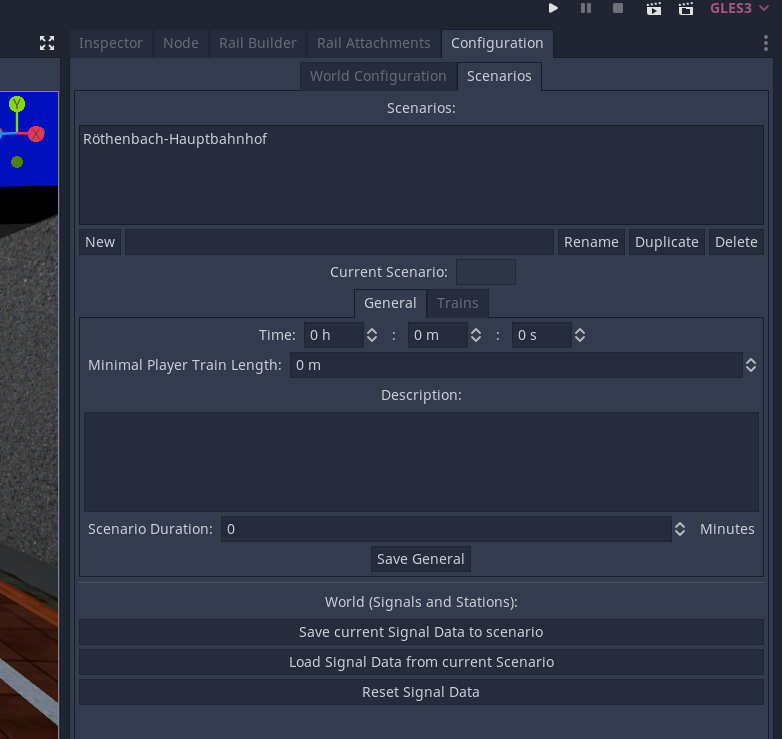 GLES3
Inspector Node Rail Builder Rail Attachments Configuration
World Configuration Scenarios
Y
X
Scenarios:
Röthenbach-Hauptbahnhof
New Rename Duplicate Delete
Current Scenario:
General Trains
Time: 0 h : 0 m : 0 s
Minimal Player Train Length: 0 m
Description:
Scenario Duration: 0 Minutes
Save General
World (Signals and Stations):
Save current Signal Data to scenario
Load Signal Data from current Scenario
Reset Signal Data